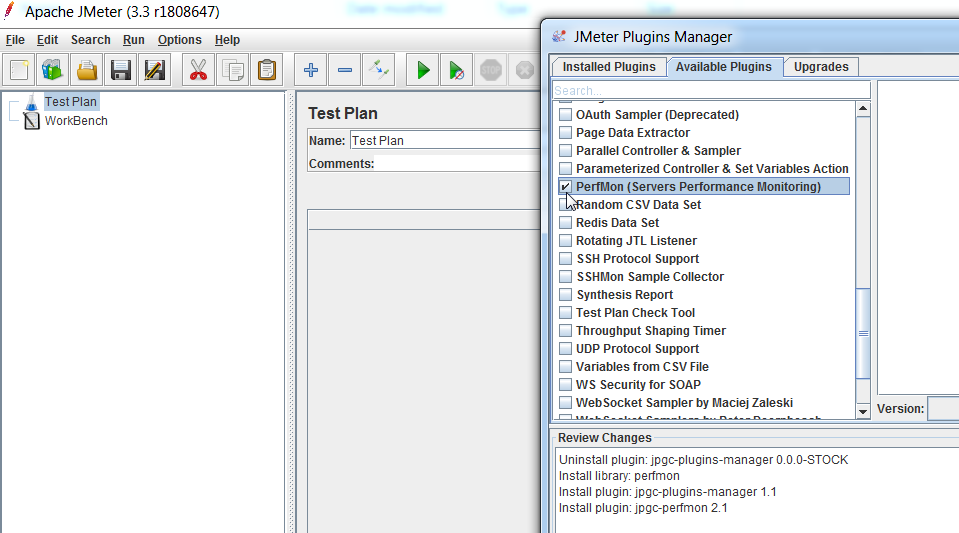 Apache JMeter (3.3 r1808647)
File Edit Search Run Options Help
Test Plan
WorkBench
Test Plan
Name: Test Plan
Comments:
JMeter Plugins Manager
Installed Plugins Available Plugins Upgrades
Search...
OAuth Sampler (Deprecated)
Page Data Extractor
Parallel Controller & Sampler
Parameterized Controller & Set Variables Action
PerfMon (Servers Performance Monitoring)
Random CSV Data Set
Redis Data Set
Rotating JTL Listener
SSH Protocol Support
SSHMon Sample Collector
Synthesis Report
Test Plan Check Tool
Throughput Shaping Timer
UDP Protocol Support
Variables from CSV File
WS Security for SOAP
WebSocket Sampler by Maciej Zaleski
WebSocket Samplers by Peter Doornbosch
Version:
Review Changes
Uninstall plugin: jpgc-plugins-manager 0.0.0-STOCK
Install library: perfmon
Install plugin: jpgc-plugins-manager 1.1
Install plugin: jpgc-perfmon 2.1